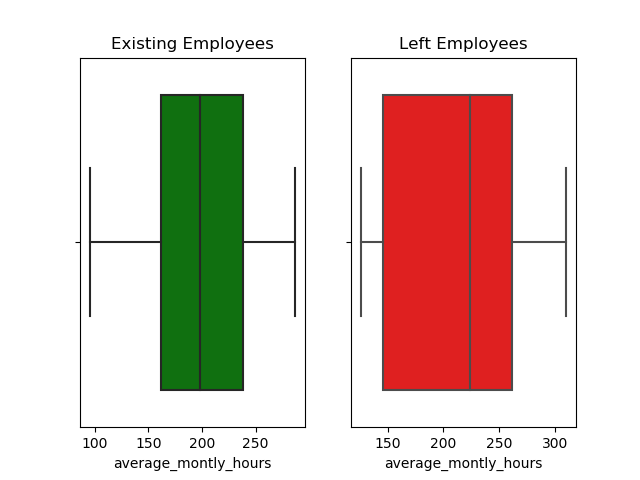 Existing Employees
100 150 200 250
average_montly_hours
Left Employees
150 200 250 300
average_montly_hours